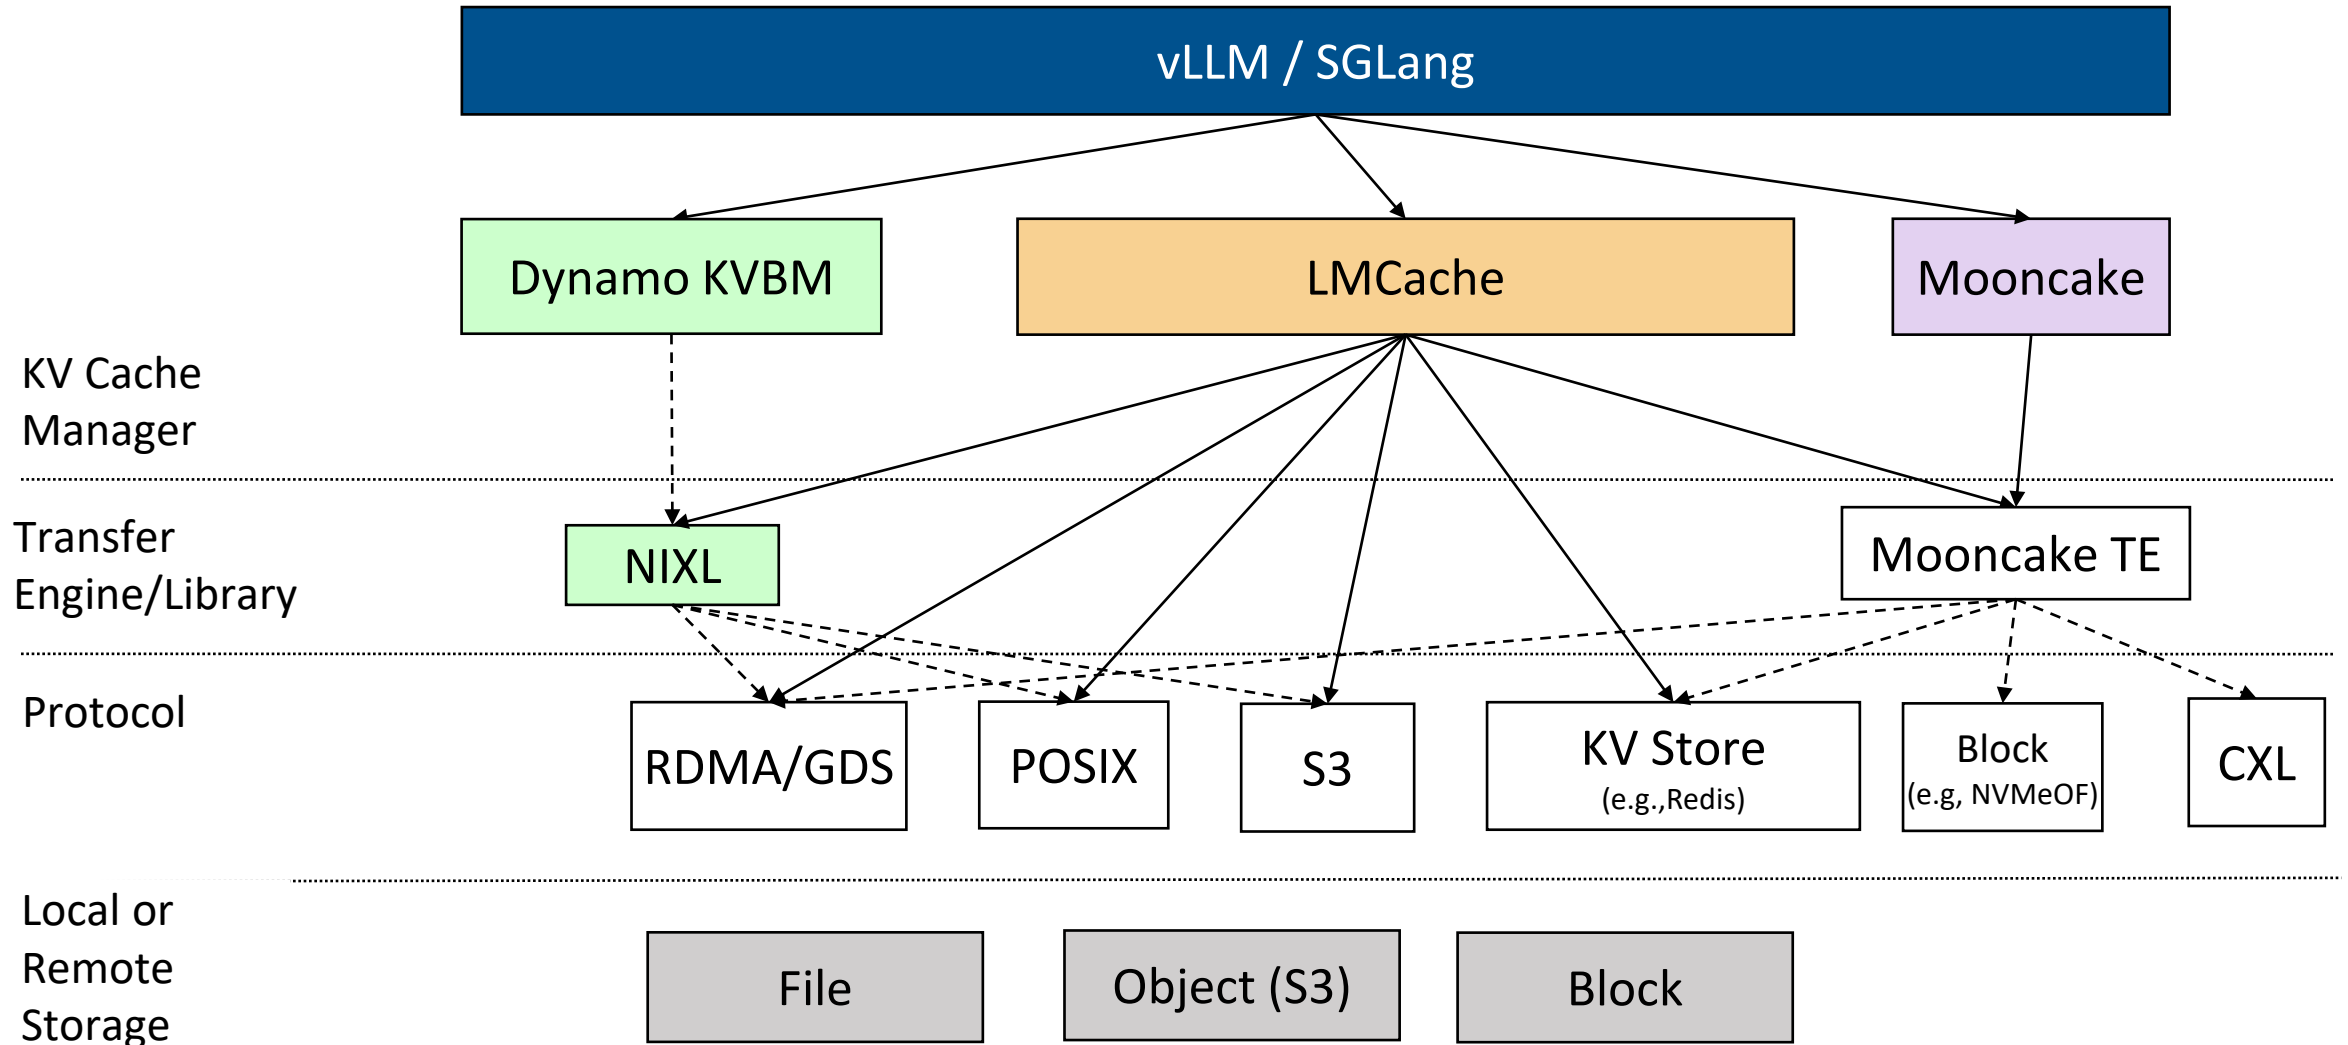 vLLM / SGLang
Dynamo KVBM
LMCache
Mooncake
KV Cache
Manager
Transfer
Engine/Library
NIXL
Mooncake TE
Protocol
RDMA/GDS
POSIX
S3
KV Store
(e.g.,Redis)
Block
(e.g, NVMeOF)
CXL
Local or
Remote
Storage
File
Object (S3)
Block